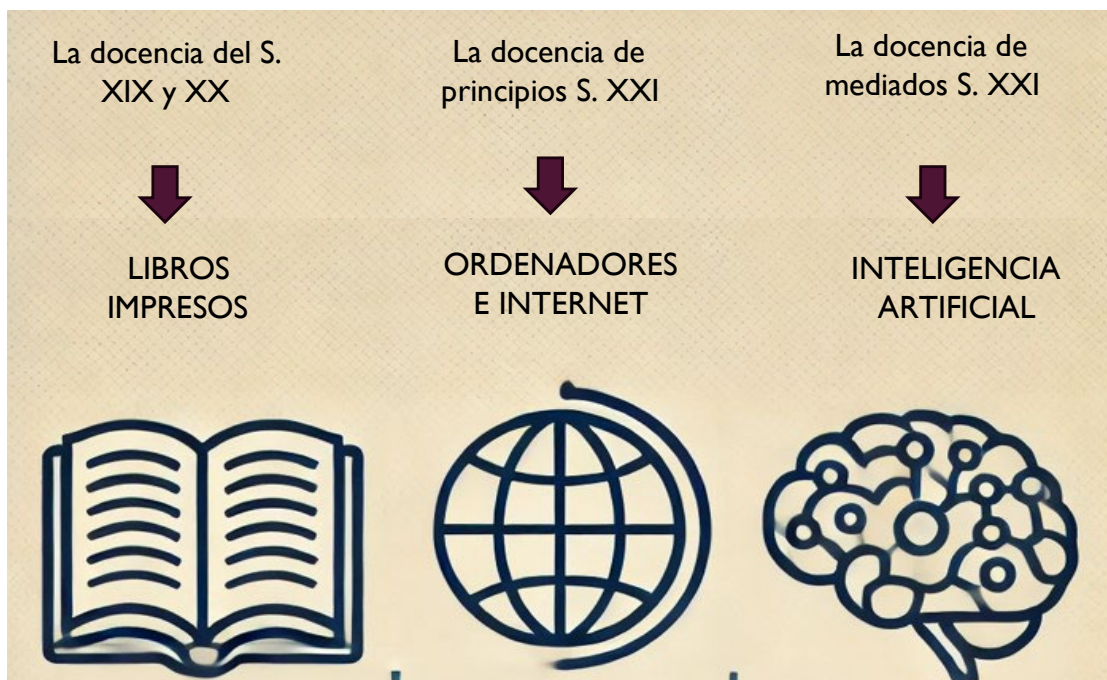 La docencia del S.
XIX y XX
La docencia de
principios S. XXI
La docencia de
mediados S. XXI
LIBROS
IMPRESOS
ORDENADORES
E INTERNET
INTELIGENCIA
ARTIFICIAL